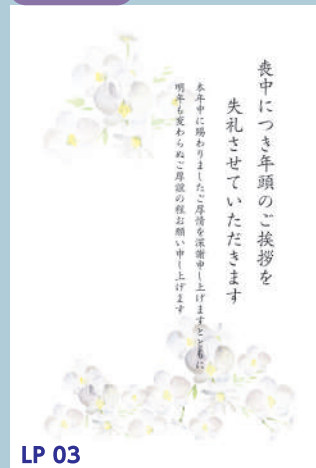 喪中につき年頭のご挨拶を
失礼させていただきます
本年中に賜わりましたご厚情を深謝申し上げますとともに
明年も変わらぬご厚誼の程お願い申し上げます
LP 03